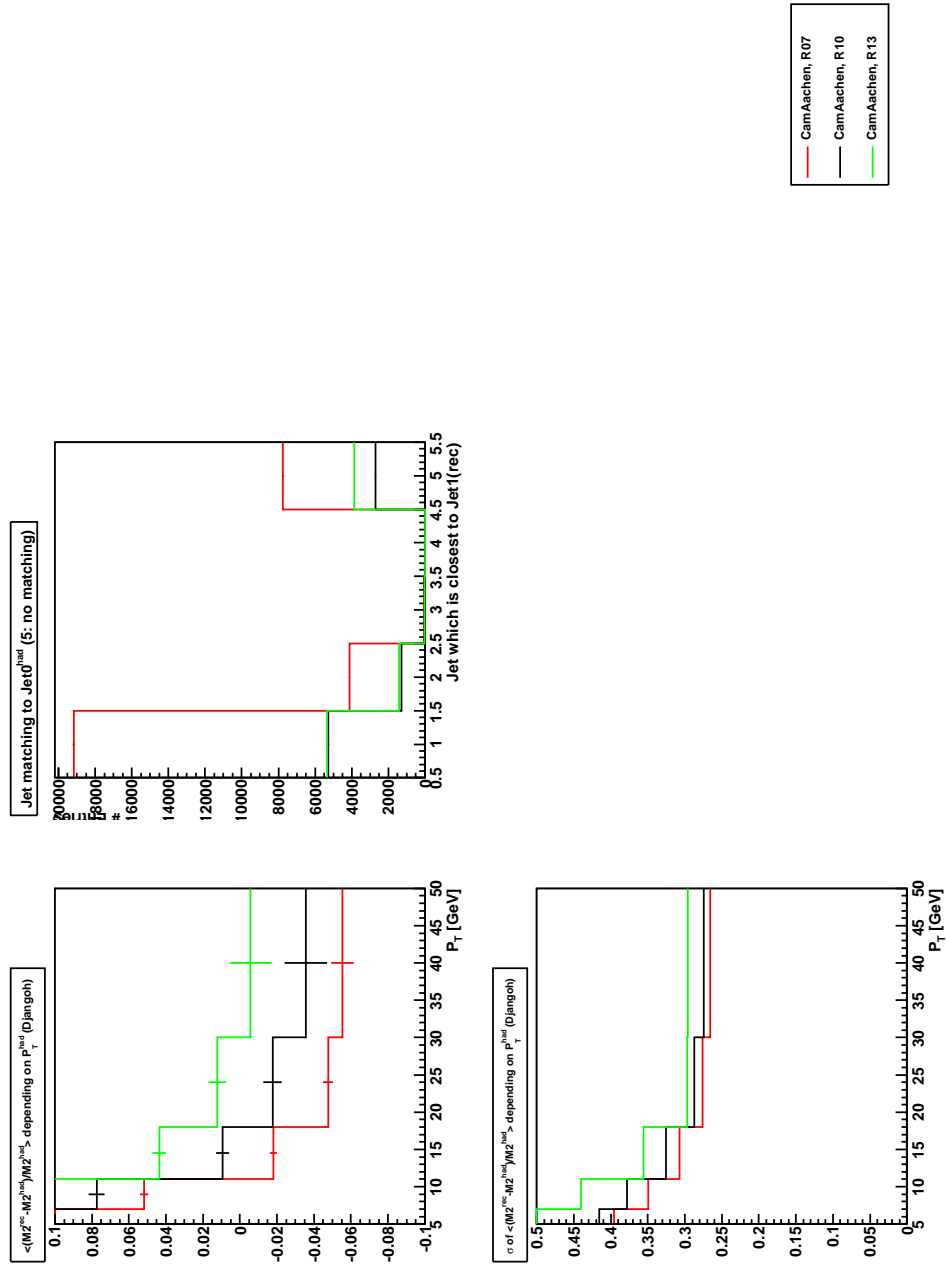 <(M2^rec-M2^had)/M2^had> depending on P_T^had (Djangoh)
0.1
0.08
0.06
0.04
0.02
0
-0.02
-0.04
-0.06
-0.08
-0.1
5 10 15 20 25 30 35 40 45 50
P_T [GeV]
Jet matching to Jet0^had (5: no matching)
20000
18000
16000
14000
12000
10000
8000
6000
4000
2000
0
0.5 1 1.5 2 2.5 3 3.5 4 4.5 5 5.5
Jet which is closest to Jet1(rec)
σ of <(M2^rec-M2^had)/M2^had> depending on P_T^had (Djangoh)
0.5
0.45
0.4
0.35
0.3
0.25
0.2
0.15
0.1
0.05
0
5 10 15 20 25 30 35 40 45 50
P_T [GeV]
CamAachen, R07
CamAachen, R10
CamAachen, R13